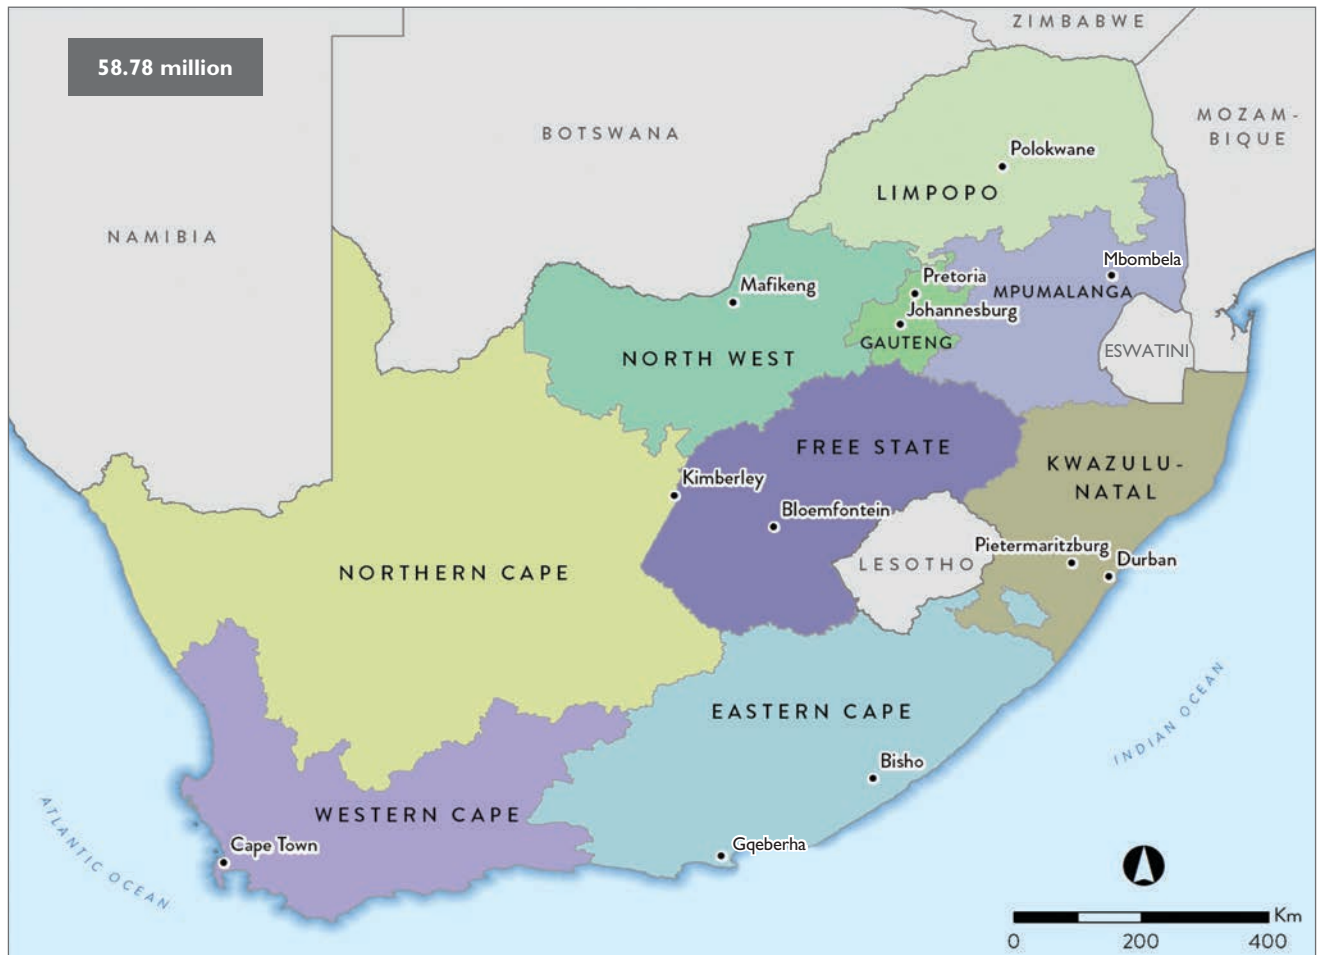 ZIMBABWE
58.78 million
MOZAM-
BIQUE
BOTSWANA
Polokwane
LIMPOPO
NAMIBIA
Mbombela
Pretoria
Mafikeng
MPUMALANGA
Johannesburg
GAUTENG
ESWATINI
NORTH WEST
FREE STATE
KWAZULU-
NATAL
Kimberley
Bloemfontein
Pietermaritzburg
Durban
LESOTHO
NORTHERN CAPE
EASTERN CAPE
INDIAN OCEAN
Bisho
WESTERN CAPE
Cape Town
Gqeberha
ATLANTIC OCEAN
Km
0 200 400